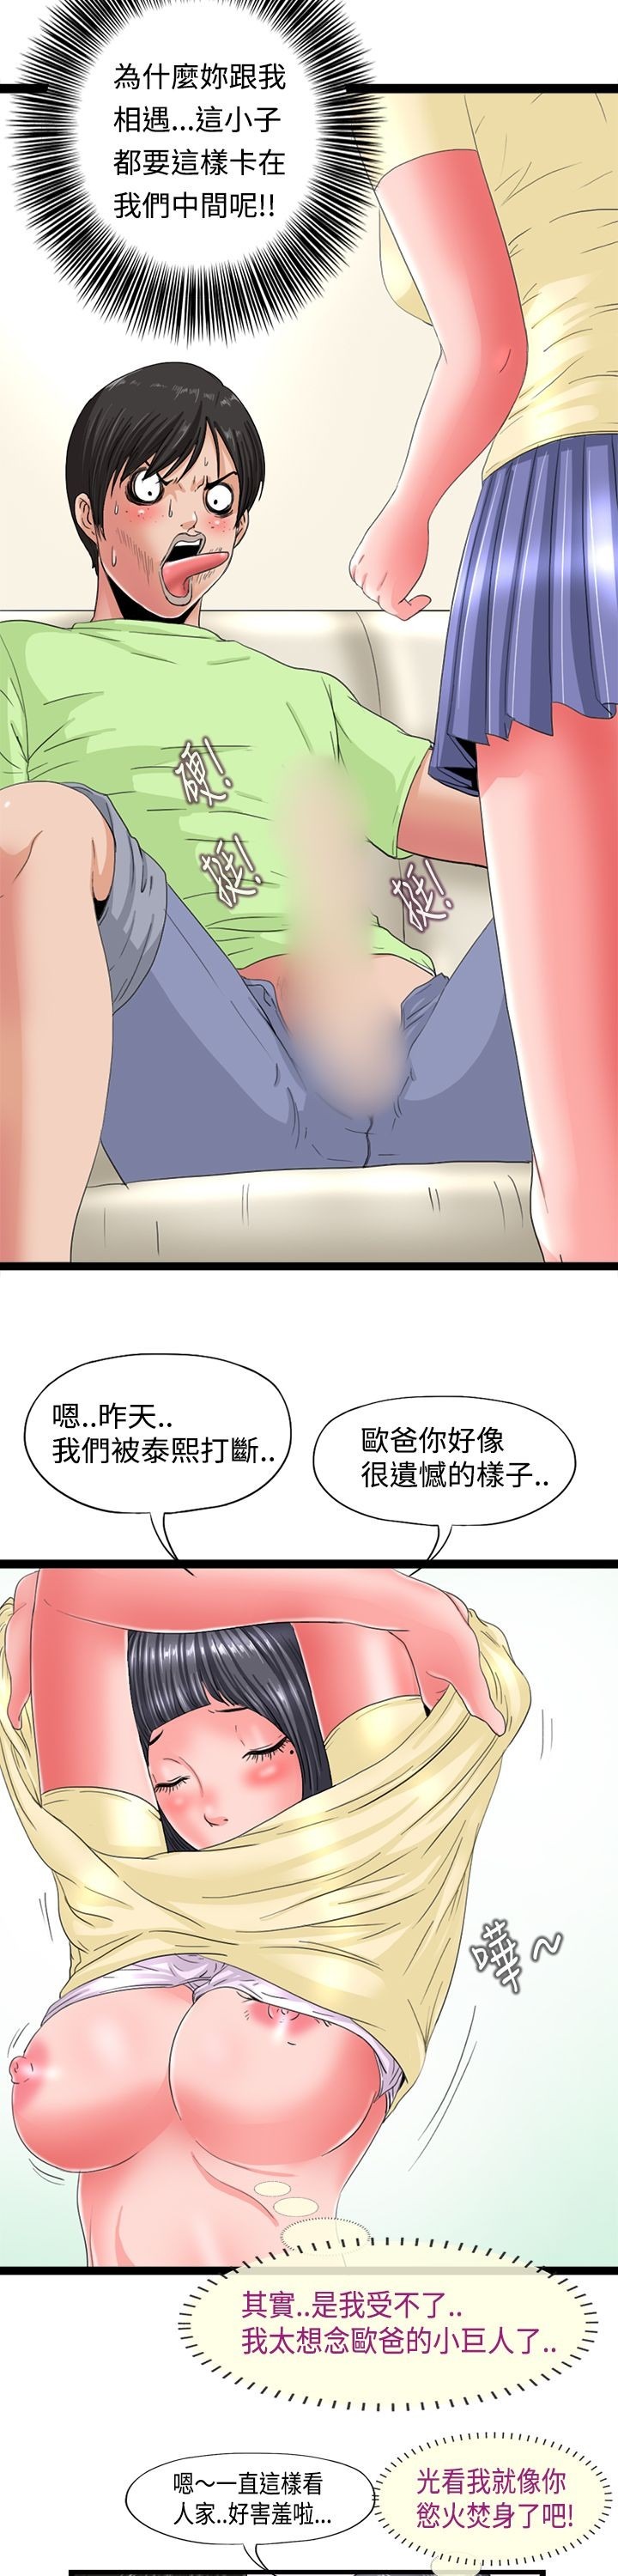 為什麼妳跟我
相遇...這小子
都要這樣卡在
我們中間呢!!
硬!
挺!
挺!
嗯..昨天..
我們被泰熙打斷..
歐爸你好像
很遺憾的樣子..
嘩~
其實..是我受不了..
我太想念歐爸的小巨人了..
嗯~一直這樣看
人家..好害羞啦...
光看我就像你
慾火焚身了吧!